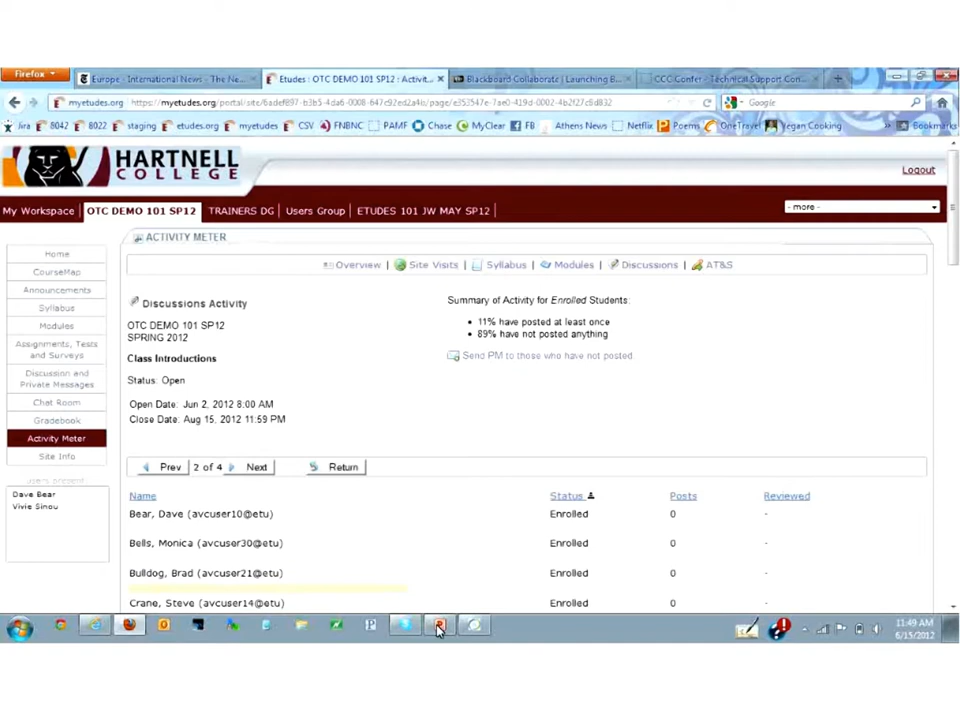 Firefox
Europe - International News - The Ne...
Etudes : OTC DEMO 101 SP12 : Activit...
Blackboard Collaborate | Launching B...
CCC Confer - Technical Support Con...
myetudes.org
Google
Jira 8042 8022 staging etudes.org myetudes CSV FNBNC PAMF Chase MyClear FB Athens News Netflix Poems OneTravel Vegan Cooking » Bookmarks
HARTNELL
COLLEGE
Logout
My Workspace OTC DEMO 101 SP12 TRAINERS DG Users Group ETUDES 101 JW MAY SP12 - more -
ACTIVITY METER
Overview | Site Visits | Syllabus | Modules | Discussions | AT&S
Home
CourseMap
Announcements
Syllabus
Modules
Assignments, Tests
and Surveys
Discussion and
Private Messages
Chat Room
Gradebook
Activity Meter
Site Info
users present
Dave Bear
Vivie Sinou
Discussions Activity
OTC DEMO 101 SP12
SPRING 2012
Class Introductions
Status: Open
Open Date: Jun 2, 2012 8:00 AM
Close Date: Aug 15, 2012 11:59 PM
Summary of Activity for Enrolled Students:
• 11% have posted at least once
• 89% have not posted anything
Send PM to those who have not posted
Prev 2 of 4 Next Return
Name Status Posts Reviewed
Bear, Dave (avcuser10@etu) Enrolled 0 -
Bells, Monica (avcuser30@etu) Enrolled 0 -
Bulldog, Brad (avcuser21@etu) Enrolled 0 -
Crane, Steve (avcuser14@etu) Enrolled 0 -
11:49 AM
6/15/2012